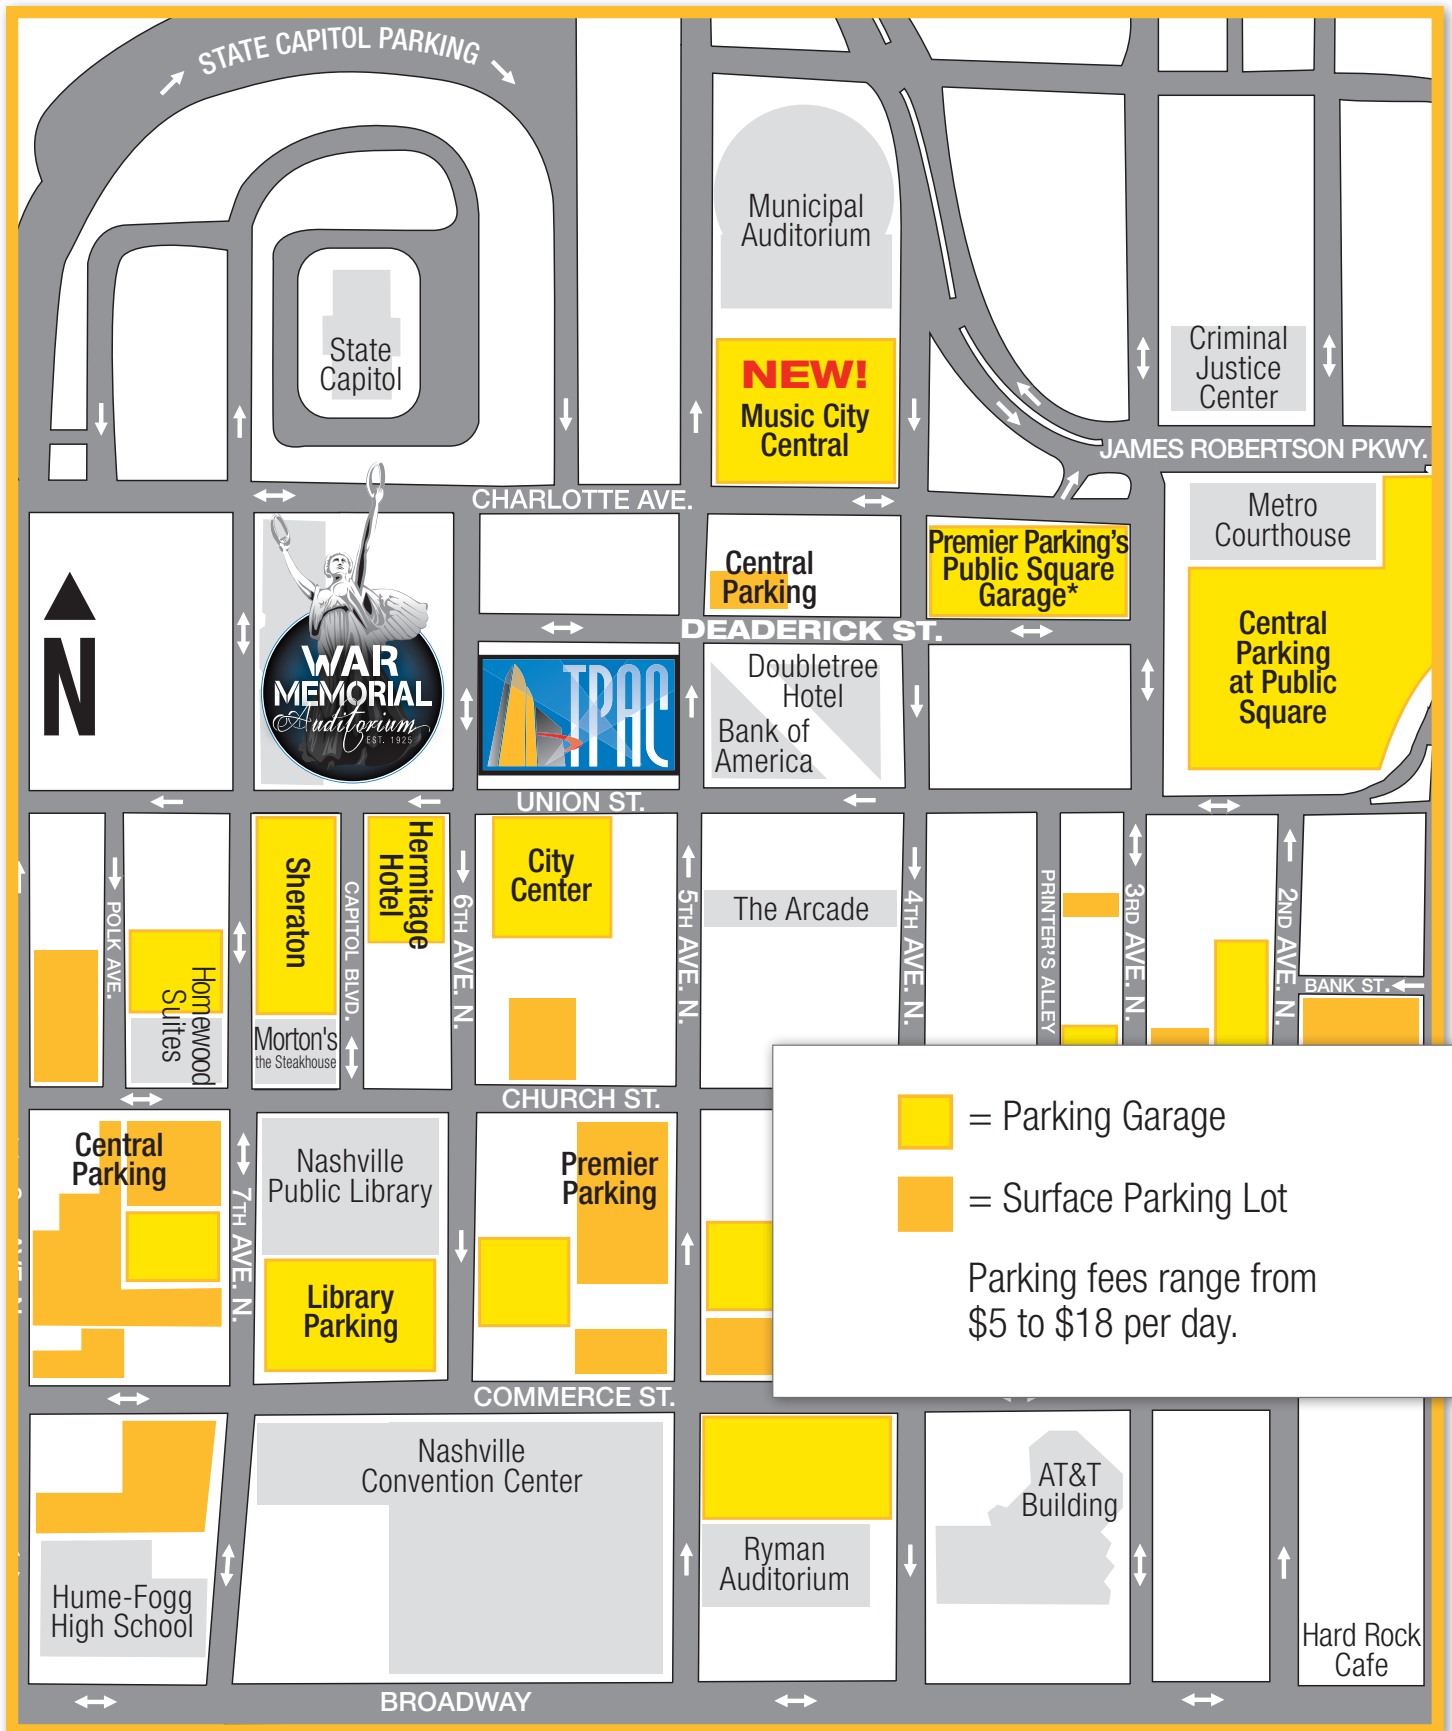 STATE CAPITOL PARKING
Municipal
Auditorium
State
Capitol
Criminal
Justice
Center
NEW!
Music City
Central
JAMES ROBERTSON PKWY.
CHARLOTTE AVE.
Metro
Courthouse
Central
Parking
Premier Parking's
Public Square
Garage*
DEADERICK ST.
N
WAR
MEMORIAL
Auditorium
EST. 1925
TPAC
Doubletree
Hotel
Bank of
America
Central
Parking
at Public
Square
UNION ST.
POLK AVE.
Homewood
Suites
Sheraton
Morton's
the Steakhouse
CAPITOL BLVD.
Hermitage
Hotel
6TH AVE. N.
City
Center
5TH AVE. N.
The Arcade
4TH AVE. N.
PRINTER'S ALLEY
3RD AVE. N.
2ND AVE. N.
BANK ST.
CHURCH ST.
Central
Parking
7TH AVE. N.
Nashville
Public Library
Library
Parking
Premier
Parking
= Parking Garage
= Surface Parking Lot
Parking fees range from
$5 to $18 per day.
COMMERCE ST.
Nashville
Convention Center
Ryman
Auditorium
AT&T
Building
Hume-Fogg
High School
Hard Rock
Cafe
BROADWAY